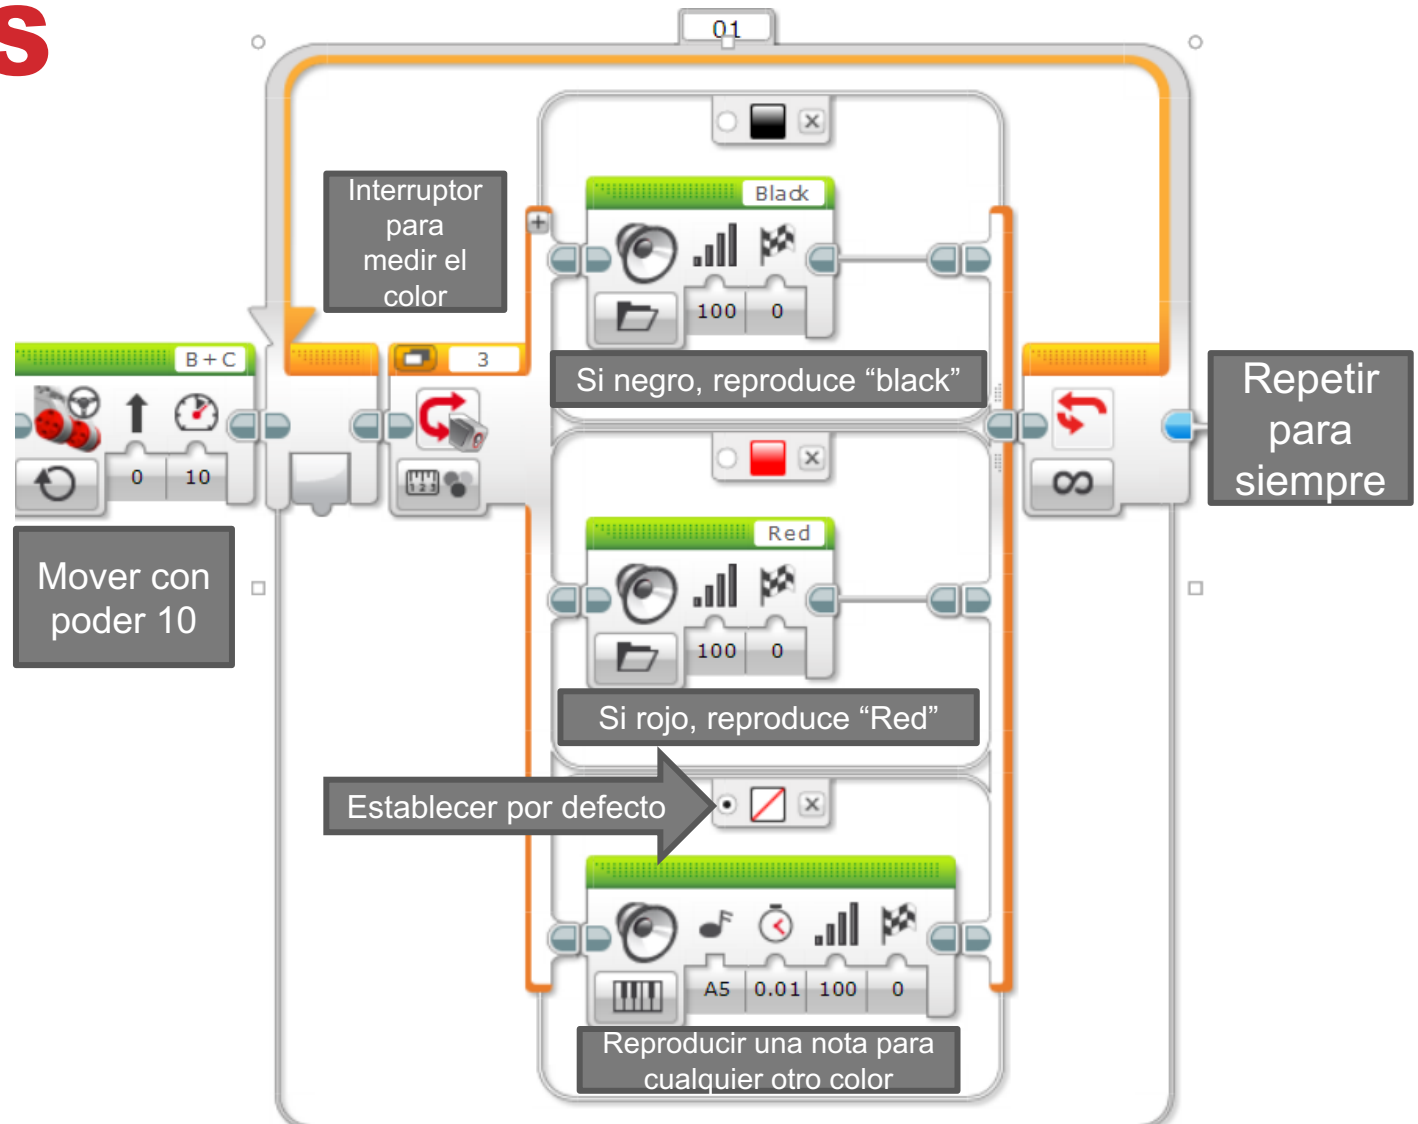 s
01
Interruptor
para
medir el
color
Black
100 0
Si negro, reproduce “black”
B + C
0 10
3
Repetir
para
siempre
Mover con
poder 10
Red
100 0
Si rojo, reproduce “Red”
Establecer por defecto
A5 0.01 100 0
Reproducir una nota para
cualquier otro color